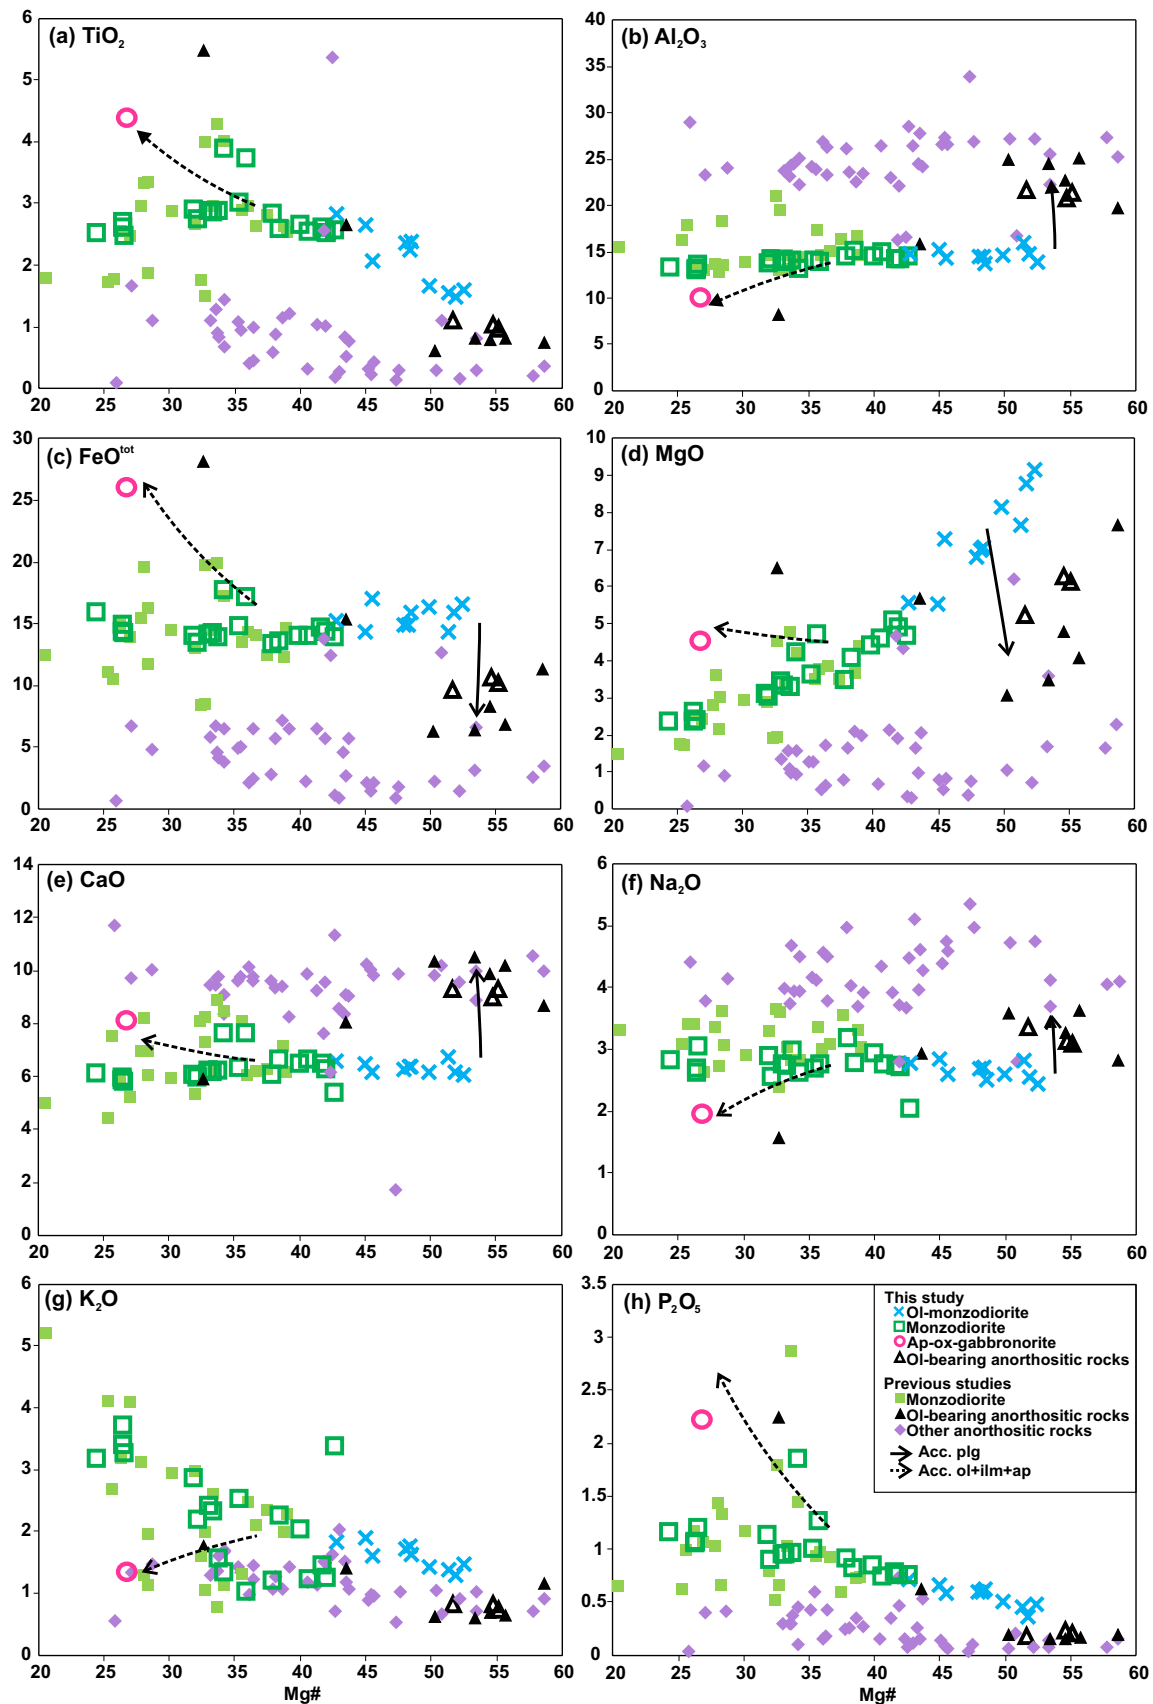 (a) TiO₂
6
5
4
3
2
1
0
20 25 30 35 40 45 50 55 60
(b) Al₂O₃
40
35
30
25
20
15
10
5
0
20 25 30 35 40 45 50 55 60
(c) FeOᵗᵒᵗ
30
25
20
15
10
5
0
20 25 30 35 40 45 50 55 60
(d) MgO
10
9
8
7
6
5
4
3
2
1
0
20 25 30 35 40 45 50 55 60
(e) CaO
14
12
10
8
6
4
2
0
20 25 30 35 40 45 50 55 60
(f) Na₂O
6
5
4
3
2
1
0
20 25 30 35 40 45 50 55 60
(g) K₂O
6
5
4
3
2
1
0
20 25 30 35 40 45 50 55 60
Mg#
(h) P₂O₅
3.5
3
2.5
2
1.5
1
0.5
0
20 25 30 35 40 45 50 55 60
Mg#
This study
Ol-monzodiorite
Monzodiorite
Ap-ox-gabbronorite
Ol-bearing anorthositic rocks
Previous studies
Monzodiorite
Ol-bearing anorthositic rocks
Other anorthositic rocks
Acc. plg
Acc. ol+ilm+ap